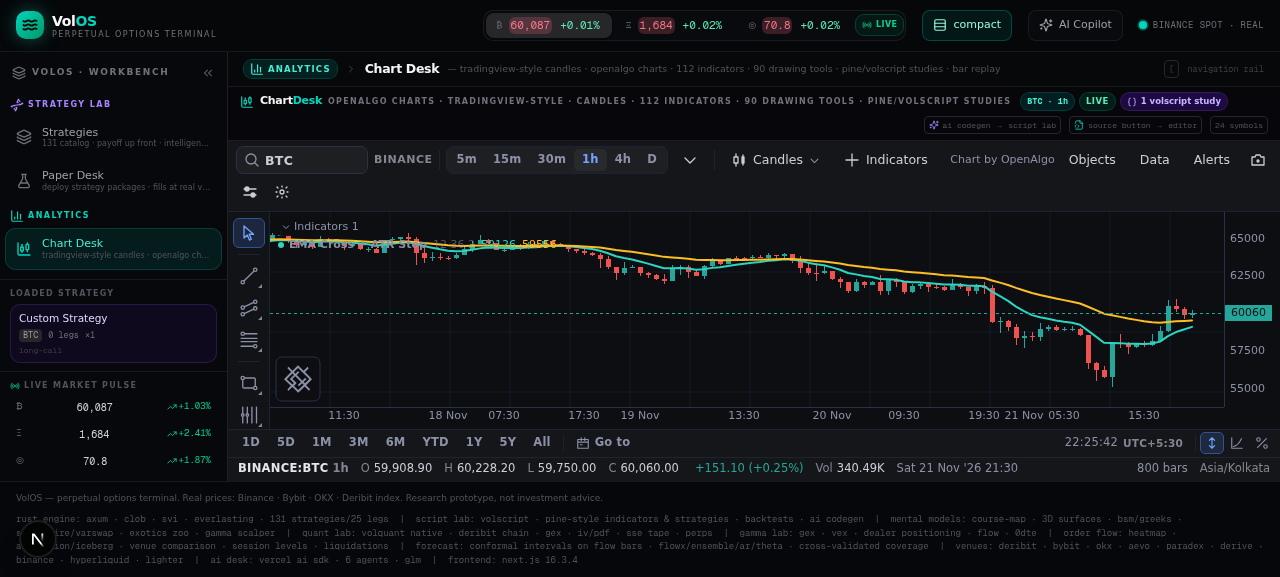 VolOS
PERPETUAL OPTIONS TERMINAL
₿ 60,087 +0.01% Ξ 1,684 +0.02% ◎ 70.8 +0.02% LIVE
compact
AI Copilot
BINANCE SPOT · REAL
VOLOS · WORKBENCH
STRATEGY LAB
Strategies
131 catalog · payoff up front · intelligen...
Paper Desk
deploy strategy packages · fills at real v...
ANALYTICS
Chart Desk
tradingview-style candles · openalgo ch...
LOADED STRATEGY
Custom Strategy
BTC 0 legs ×1
long-call
LIVE MARKET PULSE
₿ 60,087 +1.03%
Ξ 1,684 +2.41%
◎ 70.8 +1.87%
ANALYTICS › Chart Desk — tradingview-style candles · openalgo charts · 112 indicators · 90 drawing tools · pine/volscript studies · bar replay
[ navigation rail
ChartDesk OPENALGO CHARTS · TRADINGVIEW-STYLE · CANDLES · 112 INDICATORS · 90 DRAWING TOOLS · PINE/VOLSCRIPT STUDIES BTC · 1h LIVE 1 volscript study
ai codegen → script lab source button → editor 24 symbols
BTC BINANCE 5m 15m 30m 1h 4h D Candles Indicators Chart by OpenAlgo Objects Data Alerts
Indicators 1
EMA Cross + ATR Stop 12 36 2 59126 59556
65000
62500
60060
57500
55000
11:30 18 Nov 07:30 17:30 19 Nov 13:30 20 Nov 09:30 19:30 21 Nov 05:30 15:30
1D 5D 1M 3M 6M YTD 1Y 5Y All Go to 22:25:42 UTC+5:30
BINANCE:BTC 1h O 59,908.90 H 60,228.20 L 59,750.00 C 60,060.00 +151.10 (+0.25%) Vol 340.49K Sat 21 Nov '26 21:30 800 bars Asia/Kolkata
VolOS — perpetual options terminal. Real prices: Binance · Bybit · OKX · Deribit index. Research prototype, not investment advice.
rust engine: axum · clob · svi · everlasting · 131 strategies/25 legs | script lab: volscript · pine-style indicators & strategies · backtests · ai codegen | mental models: course-map · 3D surfaces · bsm/greeks ·
ire/varswap · exotics zoo · gamma scalper | quant lab: volquant native · deribit chain · gex · iv/pdf · sse tape · perps | gamma lab: gex · vex · dealer positioning · flow · 0dte | order flow: heatmap ·
ion/iceberg · venue comparison · session levels · liquidations | forecast: conformal intervals on flow bars · flowx/ensemble/ar/theta · cross-validated coverage | venues: deribit · bybit · okx · aevo · paradex · derive ·
binance · hyperliquid · lighter | ai desk: vercel ai sdk · 6 agents · glm | frontend: next.js 16.3.4
N